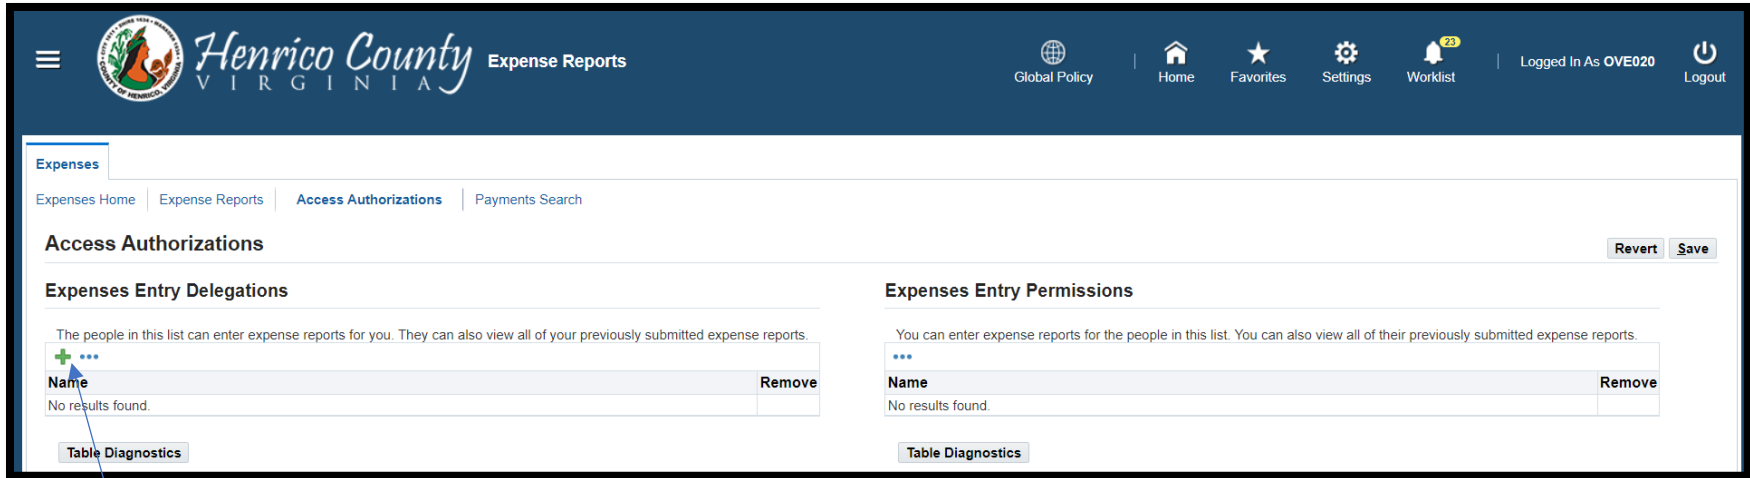 Henrico County
VIRGINIA
Expense Reports
Global Policy
Home
Favorites
Settings
23
Worklist
Logged In As OVE020
Logout
Expenses
Expenses Home
Expense Reports
Access Authorizations
Payments Search
Access Authorizations
Revert
Save
Expenses Entry Delegations
The people in this list can enter expense reports for you. They can also view all of your previously submitted expense reports.
Name
Remove
No results found.
Table Diagnostics
Expenses Entry Permissions
You can enter expense reports for the people in this list. You can also view all of their previously submitted expense reports.
Name
Remove
No results found.
Table Diagnostics